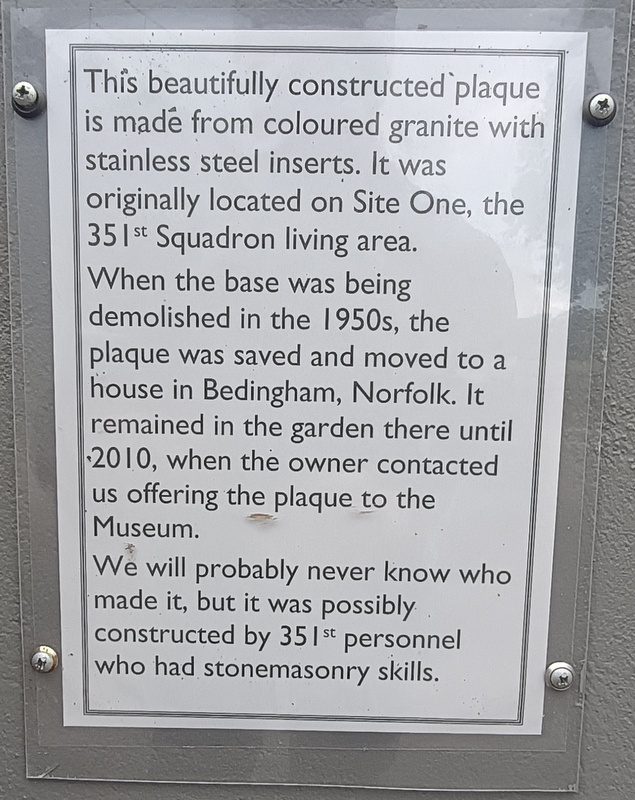 This beautifully constructed plaque
is made from coloured granite with
stainless steel inserts. It was
originally located on Site One, the
351st Squadron living area.
When the base was being
demolished in the 1950s, the
plaque was saved and moved to a
house in Bedingham, Norfolk. It
remained in the garden there until
2010, when the owner contacted
us offering the plaque to the
Museum.
We will probably never know who
made it, but it was possibly
constructed by 351st personnel
who had stonemasonry skills.